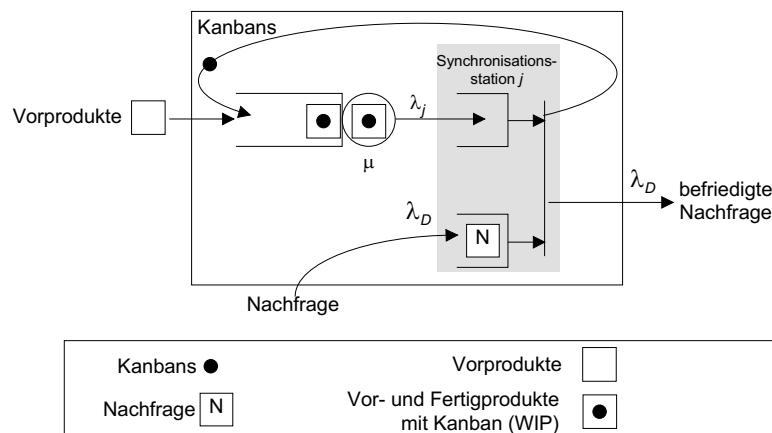 Kanbans
Synchronisations-
station j
Vorprodukte
λj
μ
λD
λD
befriedigte
Nachfrage
N
Nachfrage
Kanbans
Vorprodukte
Nachfrage N
Vor- und Fertigprodukte
mit Kanban (WIP)